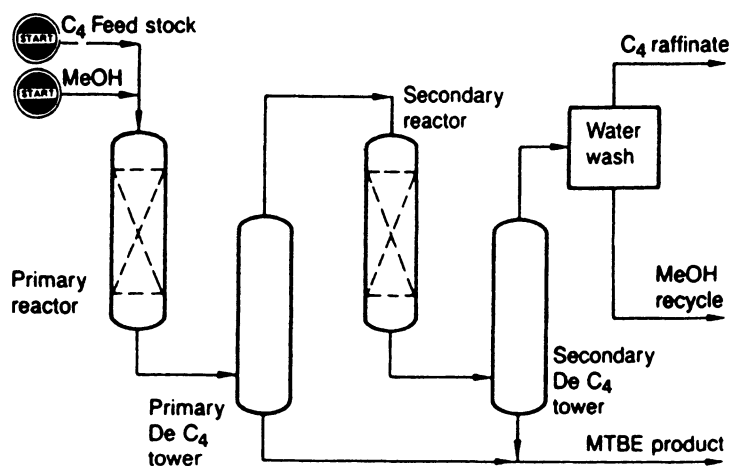 START
C4 Feed stock
START
MeOH
Primary
reactor
Primary
De C4
tower
Secondary
reactor
Secondary
De C4
tower
Water
wash
C4 raffinate
MeOH
recycle
MTBE product